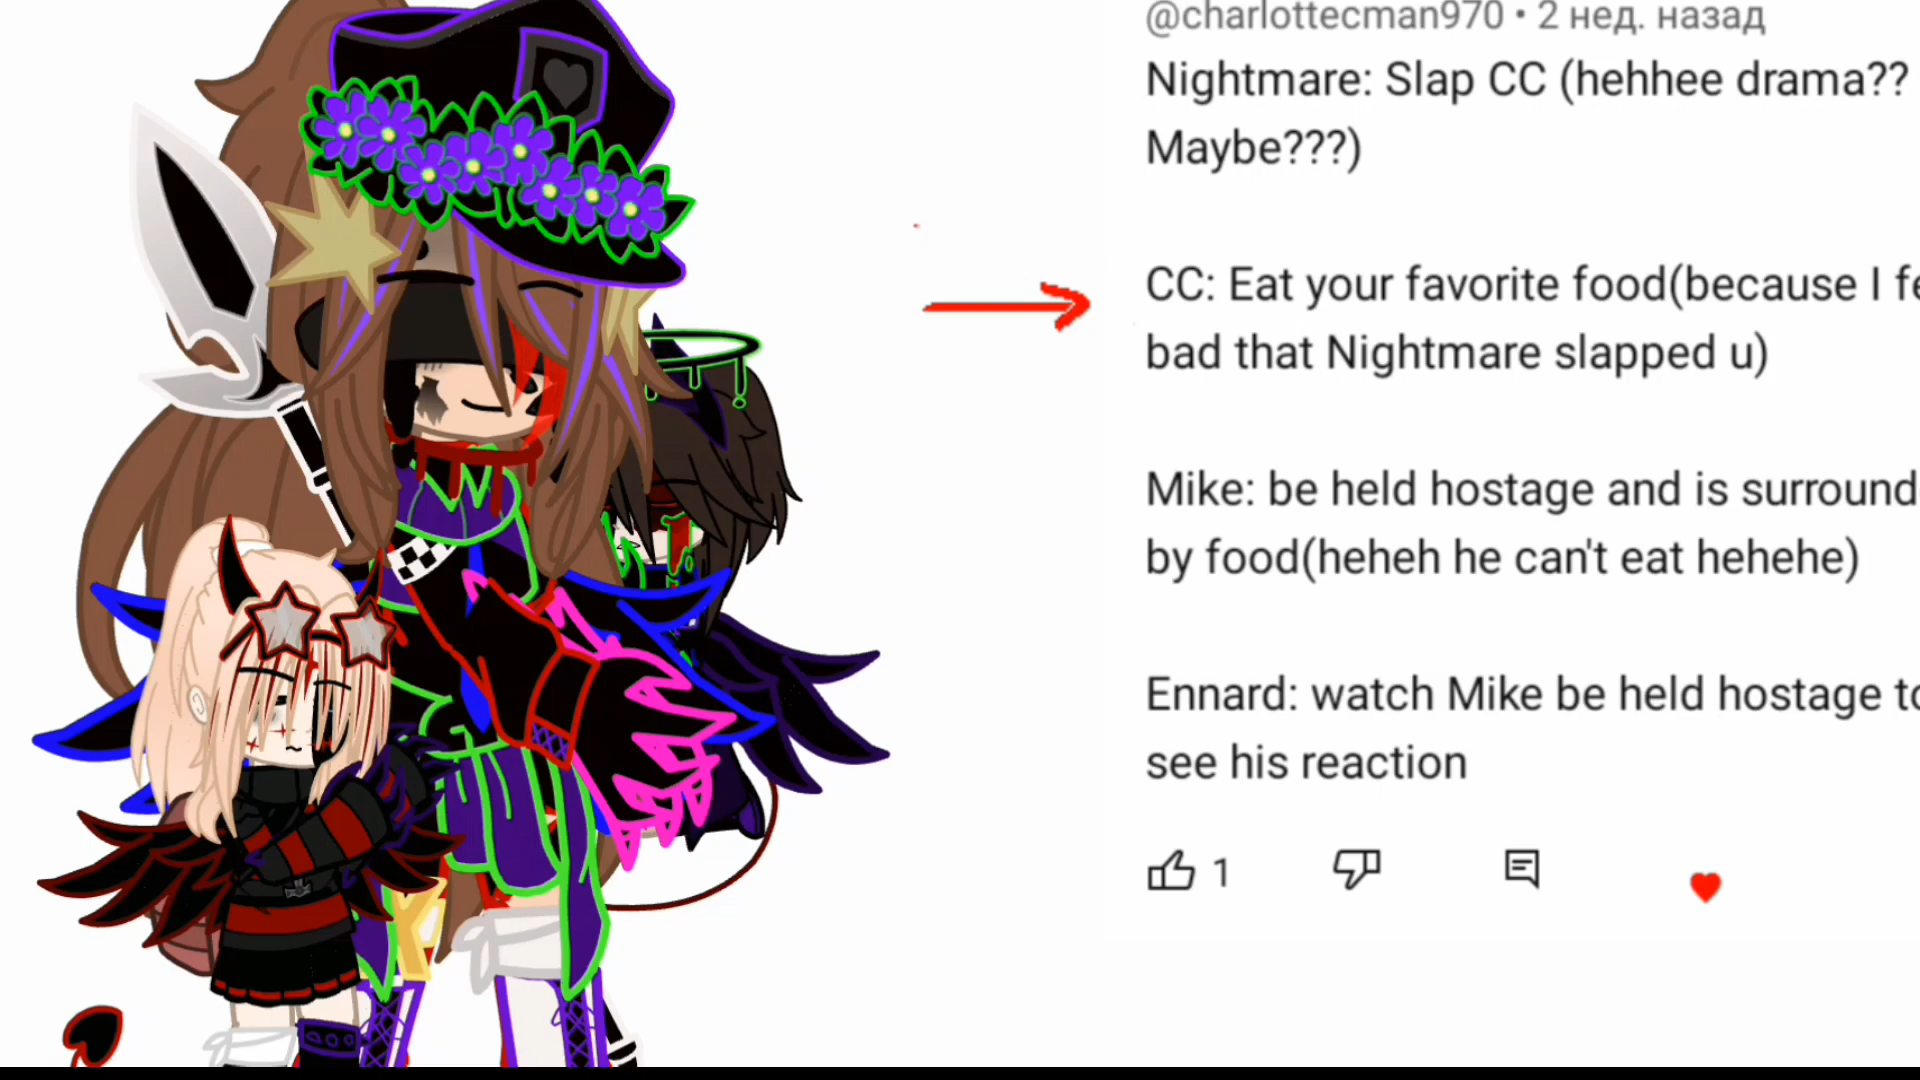 @charlottecman970 • 2 нед. назад
Nightmare: Slap CC (hehhee drama??
Maybe???)
CC: Eat your favorite food(because I fe
bad that Nightmare slapped u)
Mike: be held hostage and is surround
by food(heheh he can't eat hehehe)
Ennard: watch Mike be held hostage to
see his reaction
1